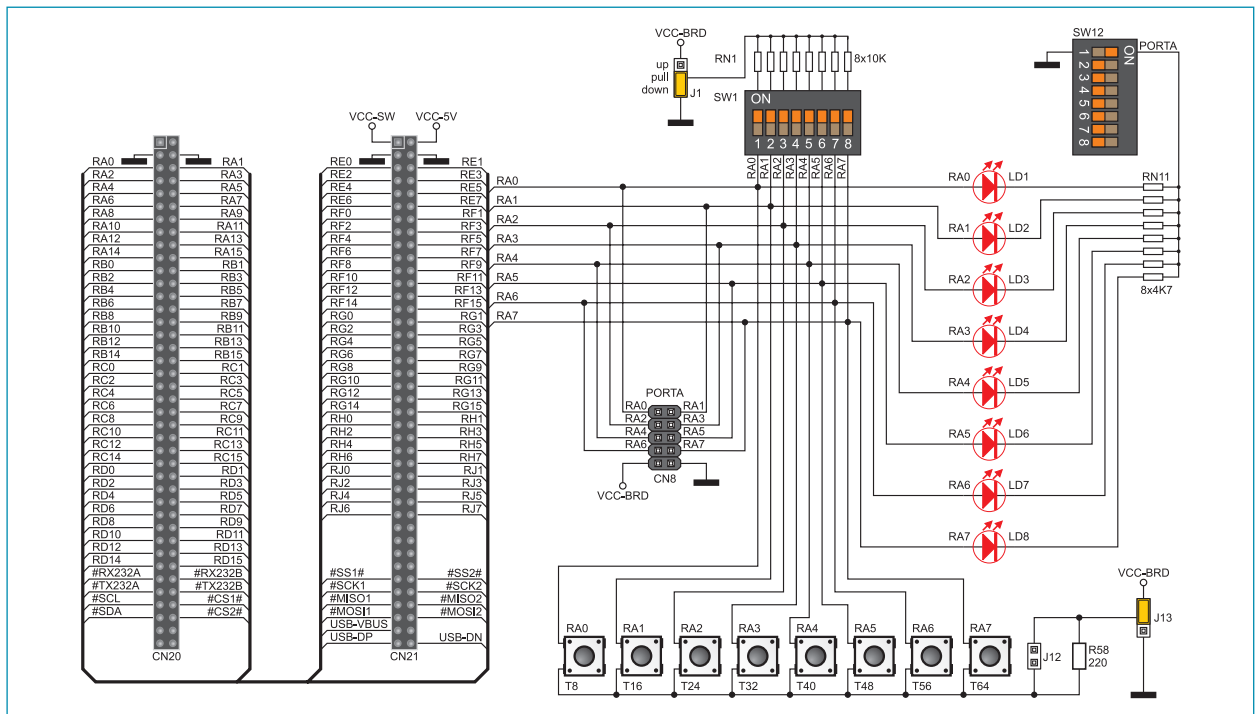 VCC-BRD
up
pull
down
J1
RN1
8x10K
SW1
ON
1 2 3 4 5 6 7 8
RA0 RA1 RA2 RA3 RA4 RA5 RA6 RA7
SW12
PORTA
ON
1 2 3 4 5 6 7 8
VCC-SW VCC-5V
RA0 RA1
RA2 RA3
RA4 RA5
RA6 RA7
RA8 RA9
RA10 RA11
RA12 RA13
RA14 RA15
RB0 RB1
RB2 RB3
RB4 RB5
RB6 RB7
RB8 RB9
RB10 RB11
RB12 RB13
RB14 RB15
RC0 RC1
RC2 RC3
RC4 RC5
RC6 RC7
RC8 RC9
RC10 RC11
RC12 RC13
RC14 RC15
RD0 RD1
RD2 RD3
RD4 RD5
RD6 RD7
RD8 RD9
RD10 RD11
RD12 RD13
RD14 RD15
#RX232A #RX232B
#TX232A #TX232B
#SCL #CS1#
#SDA #CS2#
CN20
RE0 RE1
RE2 RE3
RE4 RE5
RE6 RE7
RF0 RF1
RF2 RF3
RF4 RF5
RF6 RF7
RF8 RF9
RF10 RF11
RF12 RF13
RF14 RF15
RG0 RG1
RG2 RG3
RG4 RG5
RG6 RG7
RG8 RG9
RG10 RG11
RG12 RG13
RG14 RG15
RH0 RH1
RH2 RH3
RH4 RH5
RH6 RH7
RJ0 RJ1
RJ2 RJ3
RJ4 RJ5
RJ6 RJ7
#SS1# #SS2#
#SCK1 #SCK2
#MISO1 #MISO2
#MOSI1 #MOSI2
USB-VBUS
USB-DP USB-DN
CN21
RA0
RA1
RA2
RA3
RA4
RA5
RA6
RA7
PORTA
RA0 RA1
RA2 RA3
RA4 RA5
RA6 RA7
CN8
VCC-BRD
RA0 LD1
RA1 LD2
RA2 LD3
RA3 LD4
RA4 LD5
RA5 LD6
RA6 LD7
RA7 LD8
RN11
8x4K7
RA0 RA1 RA2 RA3 RA4 RA5 RA6 RA7
T8 T16 T24 T32 T40 T48 T56 T64
J12
R58
220
VCC-BRD
J13